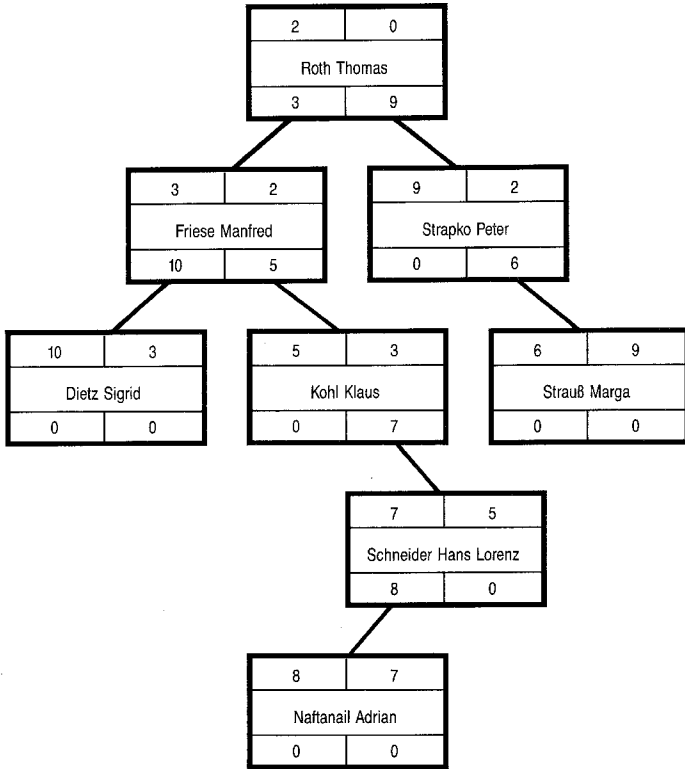 2 0
Roth Thomas
3 9
3 2
Friese Manfred
10 5
9 2
Strapko Peter
0 6
10 3
Dietz Sigrid
0 0
5 3
Kohl Klaus
0 7
6 9
Strauß Marga
0 0
7 5
Schneider Hans Lorenz
8 0
8 7
Naftanail Adrian
0 0